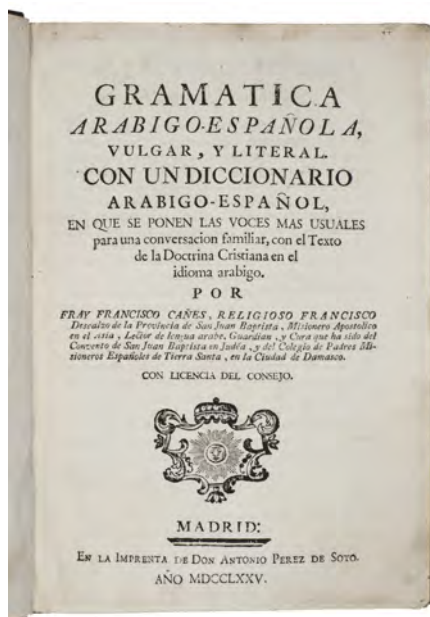 GRAMATICA
ARABIGO-ESPAÑOLA,
VULGAR, Y LITERAL.
CON UN DICCIONARIO
ARABIGO-ESPAÑOL,
EN QUE SE PONEN LAS VOCES MAS USUALES
para una conversacion familiar, con el Texto
de la Doctrina Cristiana en el
idioma arabigo.
POR
FRAY FRANCISCO CAÑES, RELIGIOSO FRANCISCO
Descalzo de la Provincia de San Juan Baptista, Misionero Apostolico
en el Asia, Lector de lengua arabe, Guardian, y Cura que ha sido del
Convento de San Juan Baptista en Judéa, y del Colegio de Padres Mi-
sioneros Españoles de Tierra Santa, en la Ciudad de Damasco.
CON LICENCIA DEL CONSEJO.
MADRID:
EN LA IMPRENTA DE DON ANTONIO PEREZ DE SOTO.
AÑO MDCCLXXV.